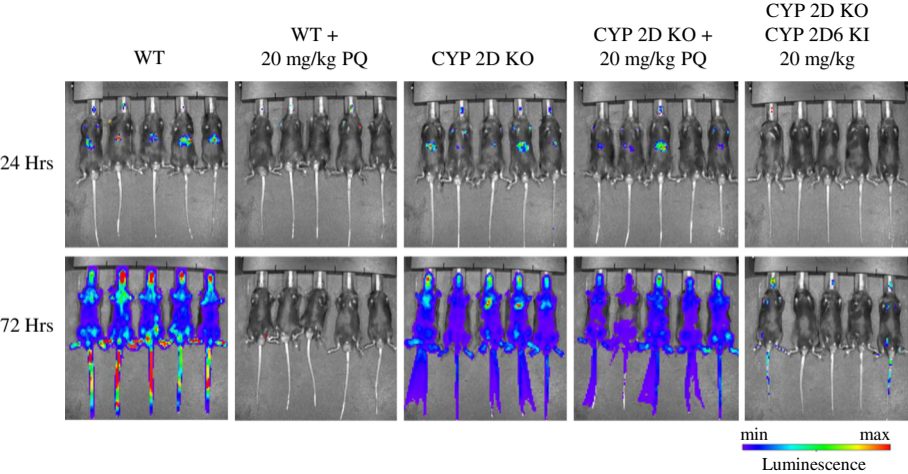 WT
WT +
20 mg/kg PQ
CYP 2D KO
CYP 2D KO +
20 mg/kg PQ
CYP 2D KO
CYP 2D6 KI
20 mg/kg
24 Hrs
72 Hrs
min
max
Luminescence